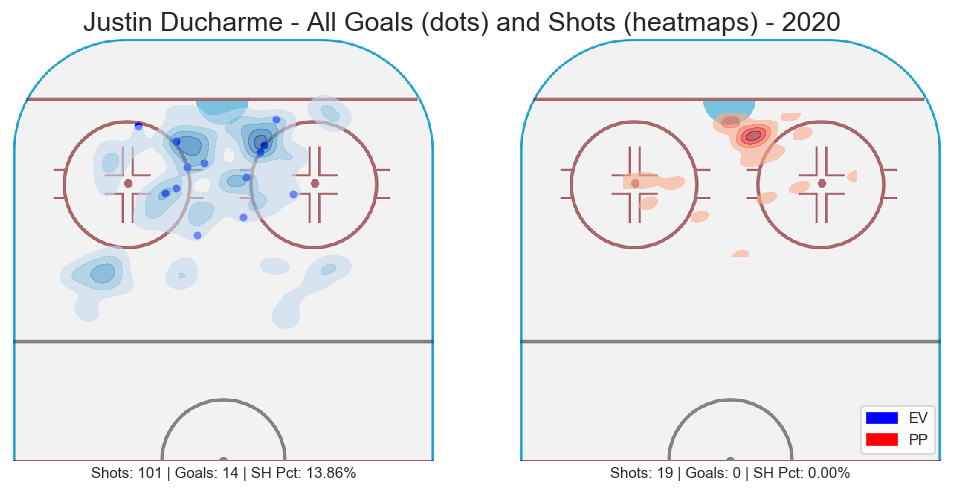 Justin Ducharme - All Goals (dots) and Shots (heatmaps) - 2020
EV
PP
Shots: 101 | Goals: 14 | SH Pct: 13.86%
Shots: 19 | Goals: 0 | SH Pct: 0.00%